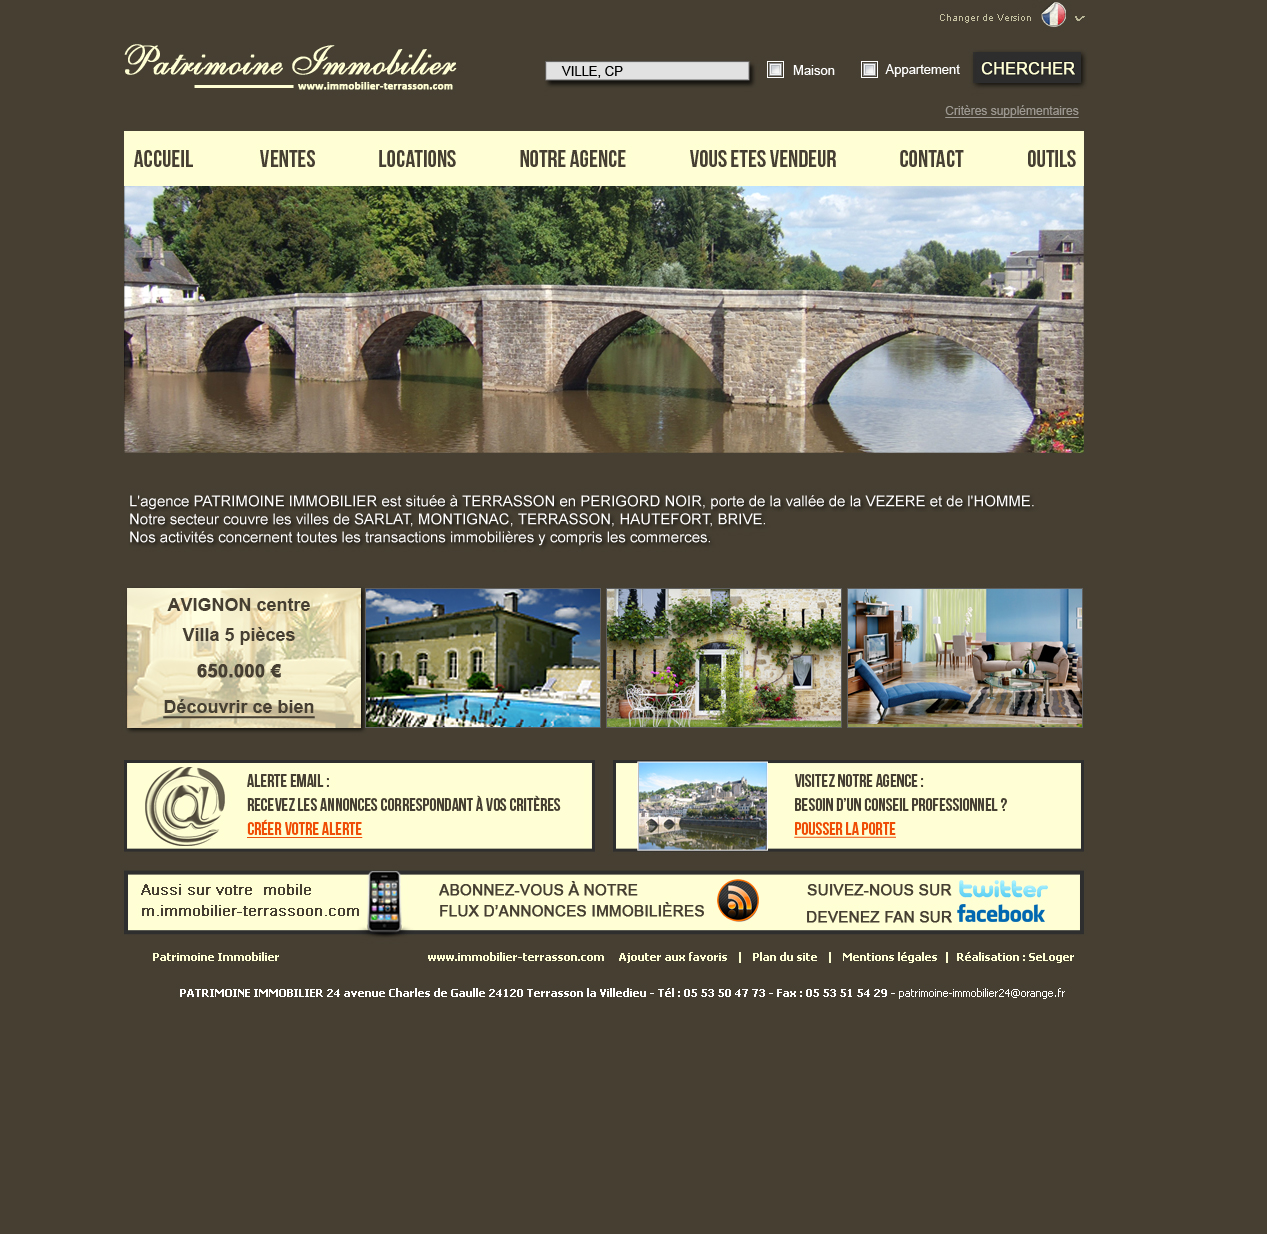 Changer de Version
Patrimoine Immobilier
www.immobilier-terrasson.com
VILLE, CP
Maison
Appartement
CHERCHER
Critères supplémentaires
ACCUEIL VENTES LOCATIONS NOTRE AGENCE VOUS ETES VENDEUR CONTACT OUTILS
L'agence PATRIMOINE IMMOBILIER est située à TERRASSON en PERIGORD NOIR, porte de la vallée de la VEZERE et de l'HOMME.
Notre secteur couvre les villes de SARLAT, MONTIGNAC, TERRASSON, HAUTEFORT, BRIVE.
Nos activités concernent toutes les transactions immobilières y compris les commerces.
AVIGNON centre
Villa 5 pièces
650.000 €
Découvrir ce bien
ALERTE EMAIL :
RECEVEZ LES ANNONCES CORRESPONDANT À VOS CRITÈRES
CRÉER VOTRE ALERTE
VISITEZ NOTRE AGENCE :
BESOIN D'UN CONSEIL PROFESSIONNEL ?
POUSSER LA PORTE
Aussi sur votre mobile
m.immobilier-terrassoon.com
ABONNEZ-VOUS À NOTRE
FLUX D'ANNONCES IMMOBILIÈRES
SUIVEZ-NOUS SUR twitter
DEVENEZ FAN SUR facebook
Patrimoine Immobilier www.immobilier-terrasson.com Ajouter aux favoris | Plan du site | Mentions légales | Réalisation : SeLoger
PATRIMOINE IMMOBILIER 24 avenue Charles de Gaulle 24120 Terrasson la Villedieu - Tél : 05 53 50 47 73 - Fax : 05 53 51 54 29 - patrimoine-immobilier24@orange.fr